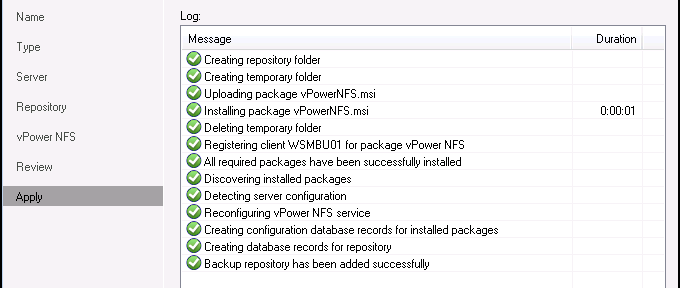 Name
Type
Server
Repository
vPower NFS
Review
Apply
Log:
Message Duration
Creating repository folder
Creating temporary folder
Uploading package vPowerNFS.msi
Installing package vPowerNFS.msi 0:00:01
Deleting temporary folder
Registering client WSMBU01 for package vPower NFS
All required packages have been successfully installed
Discovering installed packages
Detecting server configuration
Reconfiguring vPower NFS service
Creating configuration database records for installed packages
Creating database records for repository
Backup repository has been added successfully